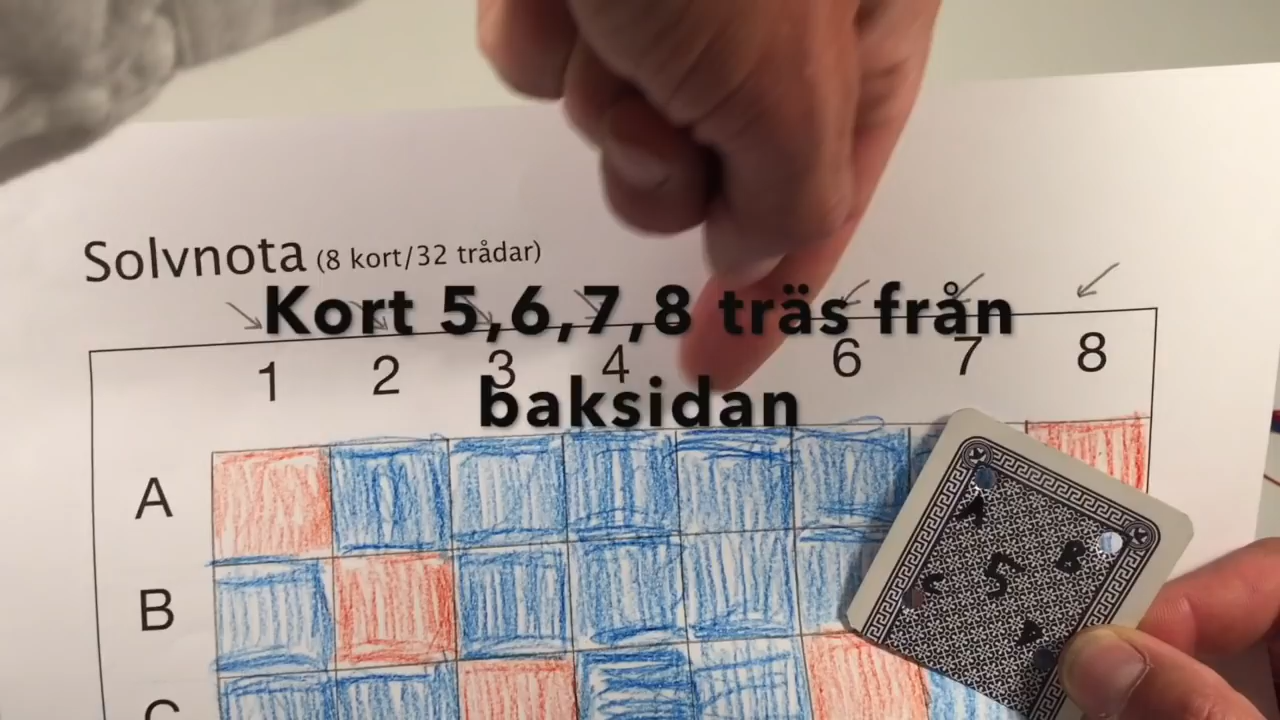 Solvnota (8 kort/32 trådar)
Kort 5,6,7,8 träs från
baksidan
1 2 3 4 6 7 8
A
B
C
A
B
C 5